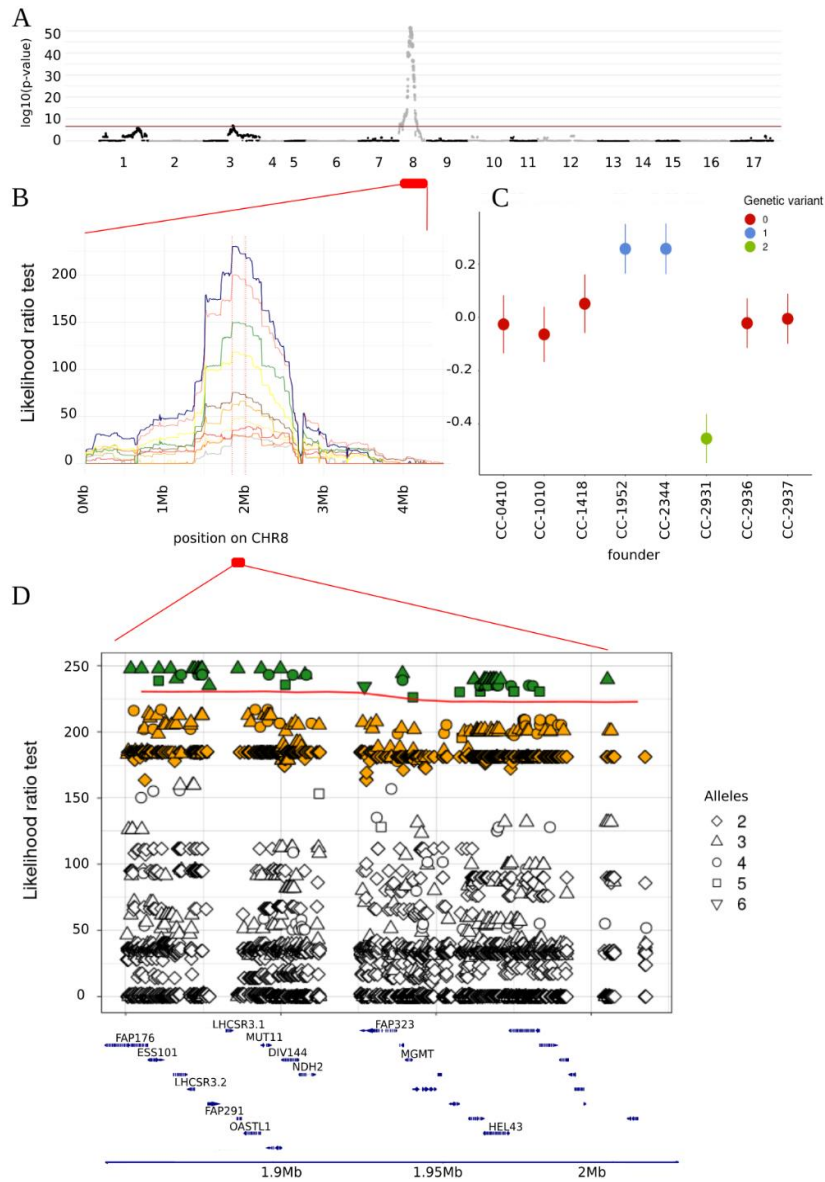 A
log10(p-value)
50
40
30
20
10
0
1 2 3 4 5 6 7 8 9 10 11 12 13 14 15 16 17
B
Likelihood ratio test
200
150
100
50
0
0Mb 1Mb 2Mb 3Mb 4Mb
position on CHR8
C
Genetic variant
0
1
2
0.2
0.0
-0.2
-0.4
CC-0410 CC-1010 CC-1418 CC-1952 CC-2344 CC-2931 CC-2936 CC-2937
founder
D
Likelihood ratio test
250
200
150
100
50
0
Alleles
2
3
4
5
6
LHCSR3.1 FAP323
FAP176 MUT11
ESS101 DIV144 MGMT
NDH2
LHCSR3.2
FAP291
OASTL1 HEL43
1.9Mb 1.95Mb 2Mb